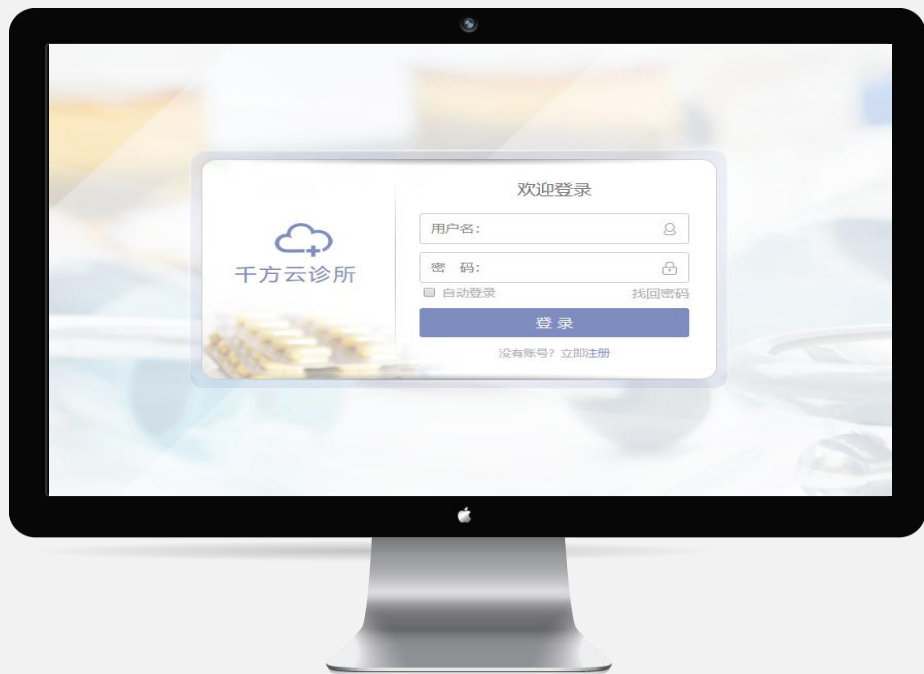 欢迎登录
千方云诊所
用户名:
密 码:
自动登录 找回密码
登 录
没有账号? 立即注册